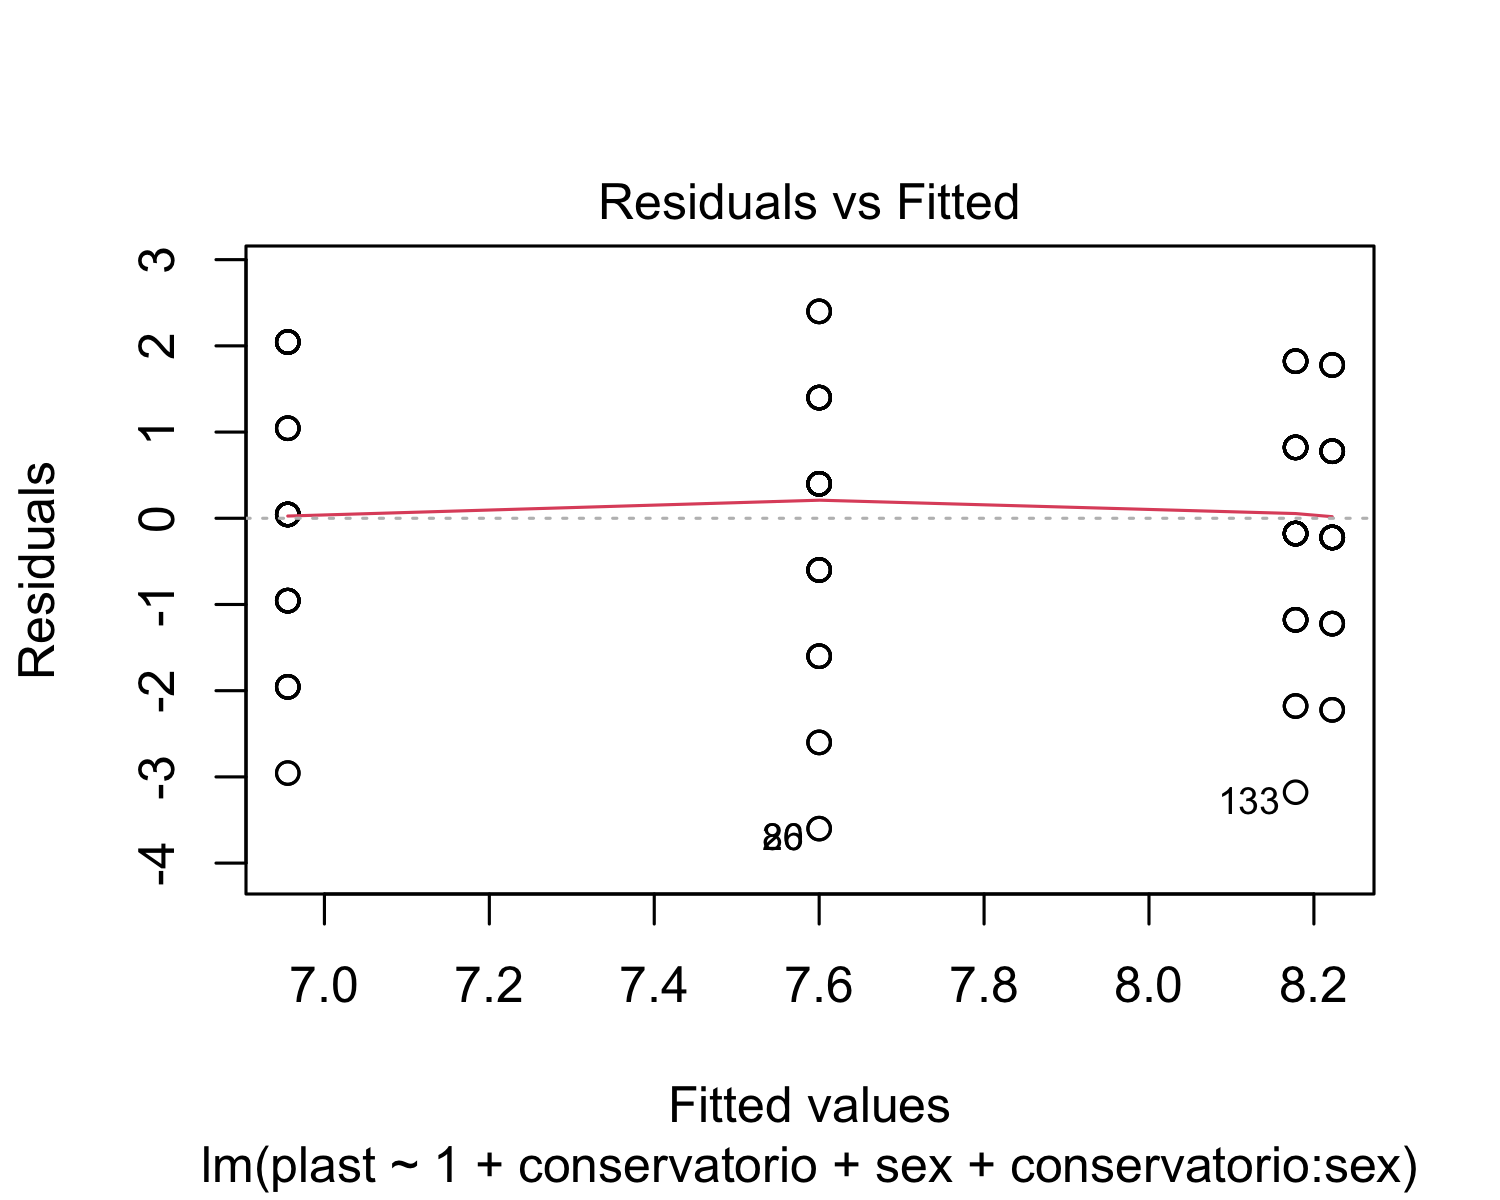 Residuals vs Fitted
3
2
1
0
-1
-2
-3
-4
Residuals
133
7.0 7.2 7.4 7.6 7.8 8.0 8.2
Fitted values
lm(plast ~ 1 + conservatorio + sex + conservatorio:sex)